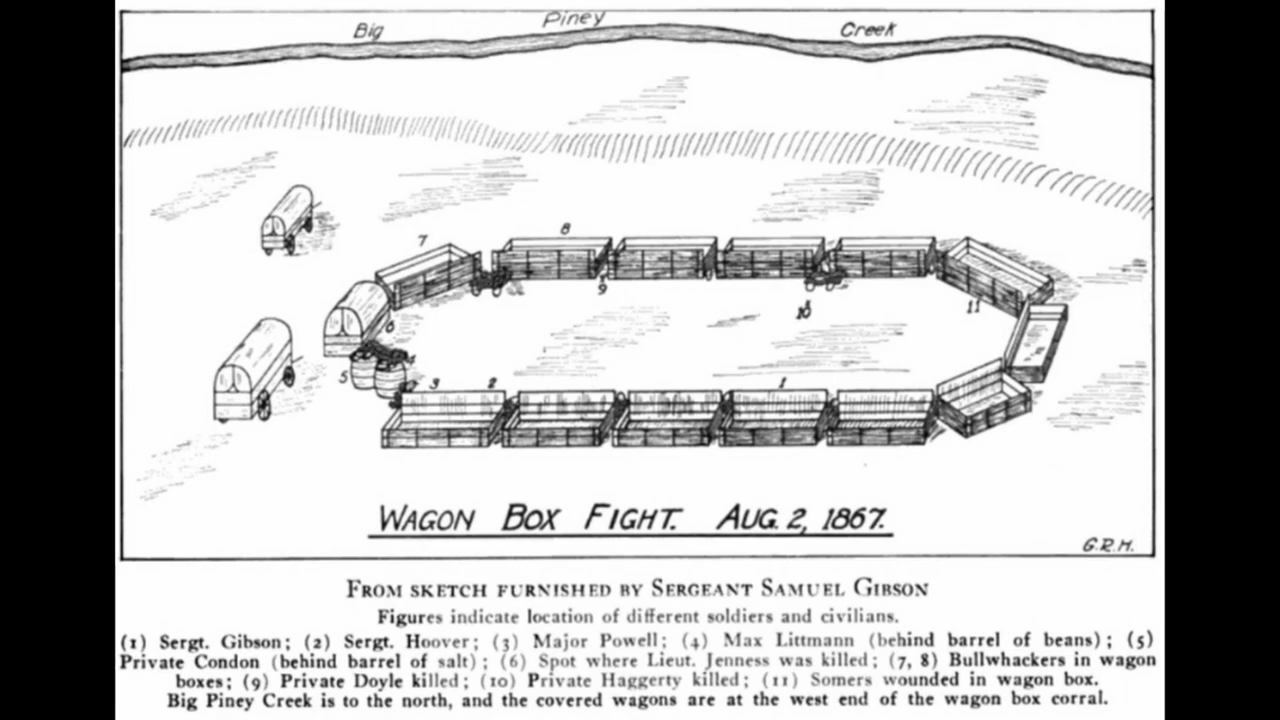 Big Piney Creek
7
8
9
10
11
6
5
4
3 2 1
WAGON BOX FIGHT. AUG. 2, 1867.
G.R.H.
FROM SKETCH FURNISHED BY SERGEANT SAMUEL GIBSON
Figures indicate location of different soldiers and civilians.
(1) Sergt. Gibson; (2) Sergt. Hoover; (3) Major Powell; (4) Max Littmann (behind barrel of beans); (5)
Private Condon (behind barrel of salt); (6) Spot where Lieut. Jenness was killed; (7, 8) Bullwhackers in wagon
boxes; (9) Private Doyle killed; (10) Private Haggerty killed; (11) Somers wounded in wagon box.
Big Piney Creek is to the north, and the covered wagons are at the west end of the wagon box corral.